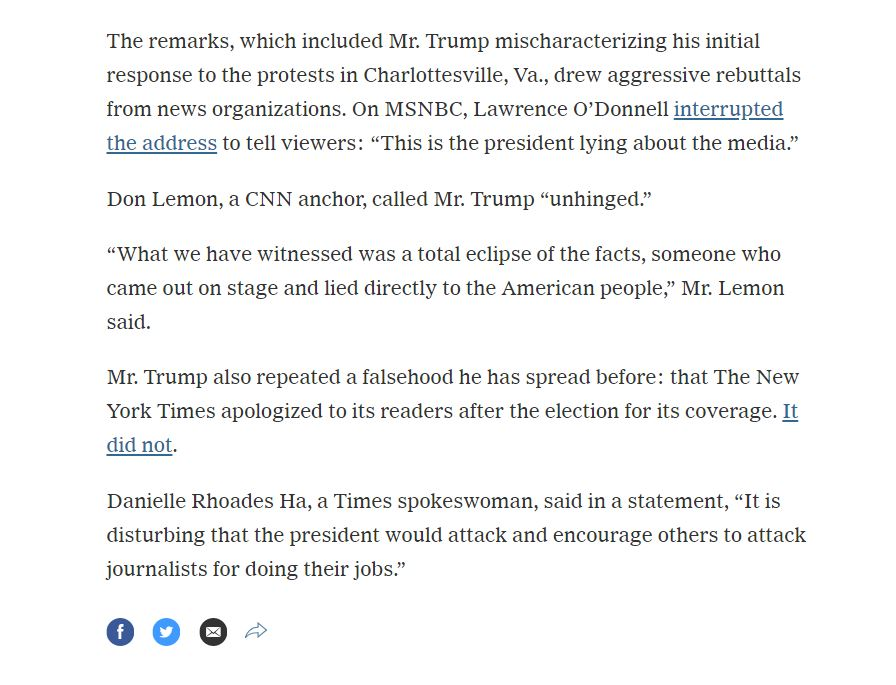 The remarks, which included Mr. Trump mischaracterizing his initial
response to the protests in Charlottesville, Va., drew aggressive rebuttals
from news organizations. On MSNBC, Lawrence O’Donnell interrupted
the address to tell viewers: “This is the president lying about the media.”
Don Lemon, a CNN anchor, called Mr. Trump “unhinged.”
“What we have witnessed was a total eclipse of the facts, someone who
came out on stage and lied directly to the American people,” Mr. Lemon
said.
Mr. Trump also repeated a falsehood he has spread before: that The New
York Times apologized to its readers after the election for its coverage. It
did not.
Danielle Rhoades Ha, a Times spokeswoman, said in a statement, “It is
disturbing that the president would attack and encourage others to attack
journalists for doing their jobs.”